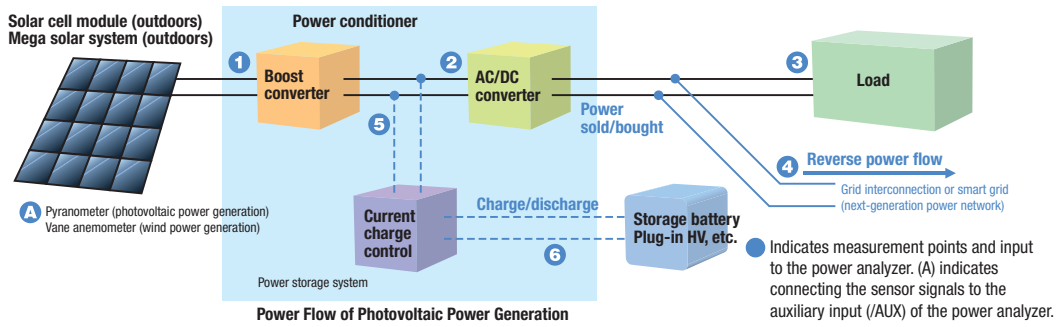 Solar cell module (outdoors)
Mega solar system (outdoors)
Power conditioner
1
Boost
converter
2
AC/DC
converter
3
Load
5
Power
sold/bought
4
Reverse power flow
Grid interconnection or smart grid
(next-generation power network)
A
Pyranometer (photovoltaic power generation)
Vane anemometer (wind power generation)
Current
charge
control
Charge/discharge
6
Storage battery
Plug-in HV, etc.
Power storage system
Indicates measurement points and input
to the power analyzer. (A) indicates
connecting the sensor signals to the
auxiliary input (/AUX) of the power analyzer.
Power Flow of Photovoltaic Power Generation